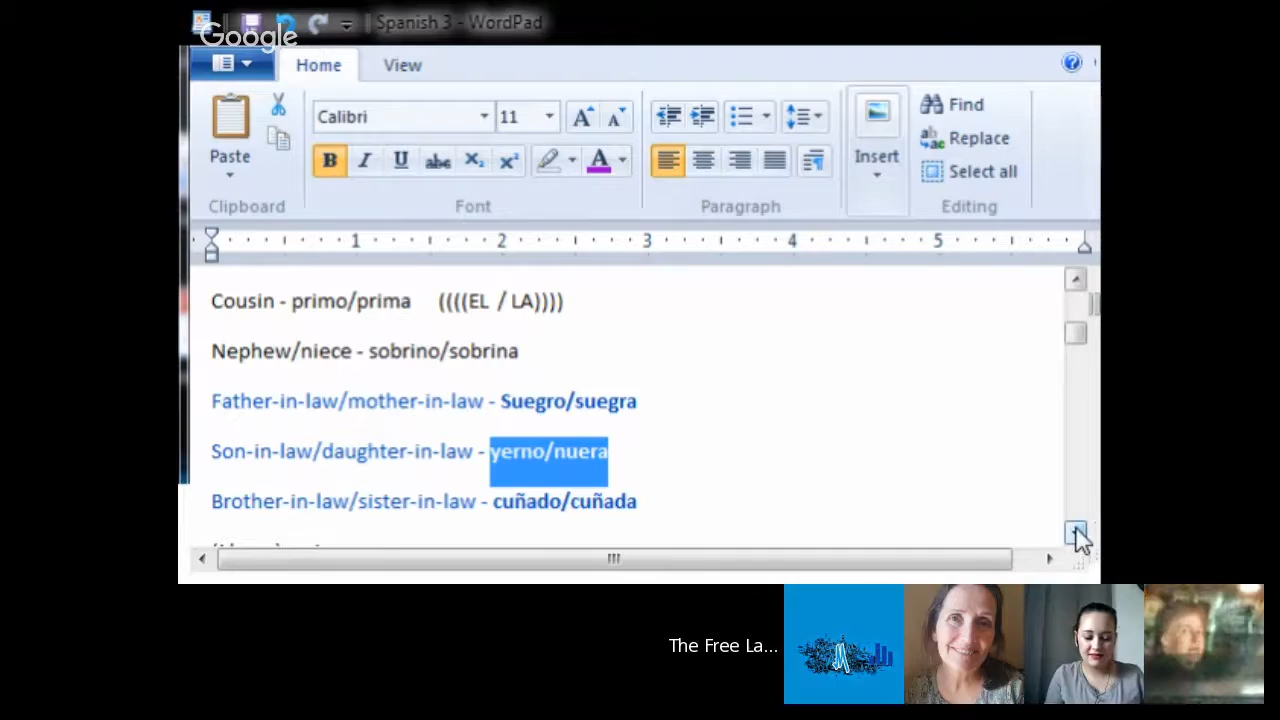 Spanish 3 - WordPad
Google
Home View
Calibri 11
Find
Replace
Select all
Paste
Insert
B I U abc X₂ X² A
Clipboard Font Paragraph Editing
1 2 3 4 5
Cousin - primo/prima ((((EL / LA))))
Nephew/niece - sobrino/sobrina
Father-in-law/mother-in-law - Suegro/suegra
Son-in-law/daughter-in-law - yerno/nuera
Brother-in-law/sister-in-law - cuñado/cuñada
The Free La...